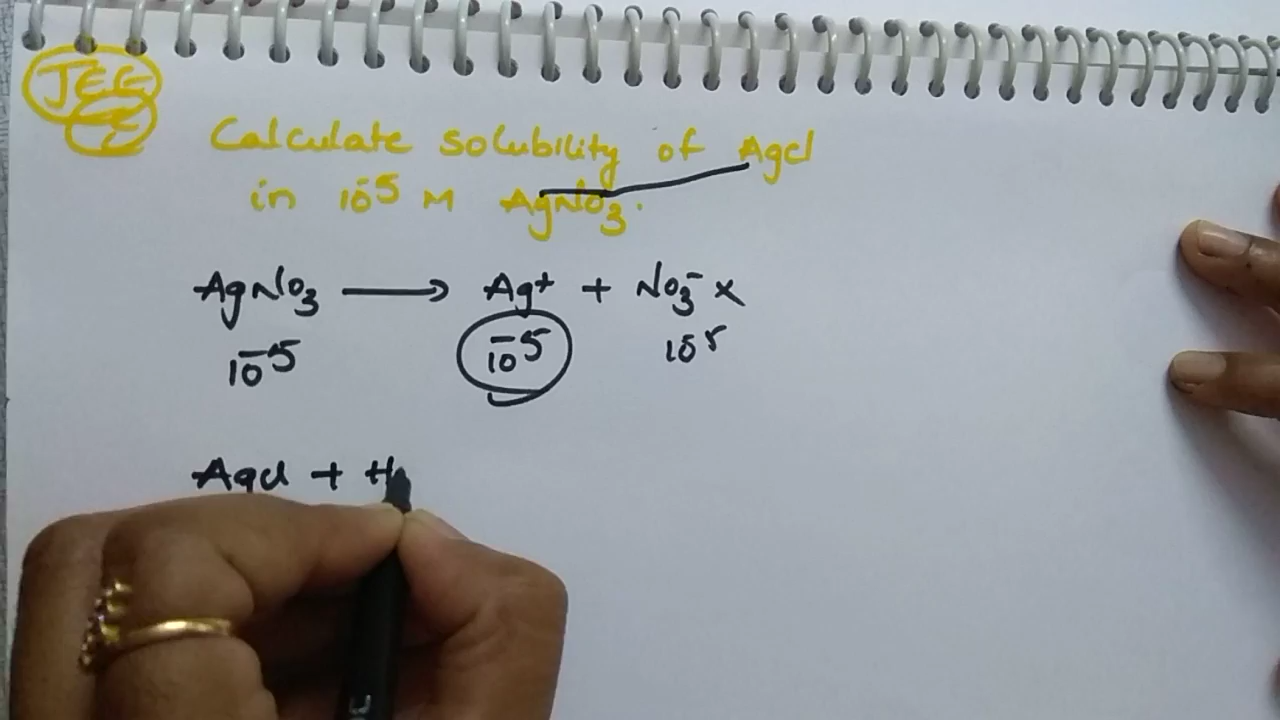 JEE
Calculate solubility of Agcl
in 10⁻⁵ M AgNO₃.
AgNO₃ ⟶ Ag⁺ + NO₃⁻ x
10⁻⁵ 10⁻⁵ 10⁻⁵
Agcl + H